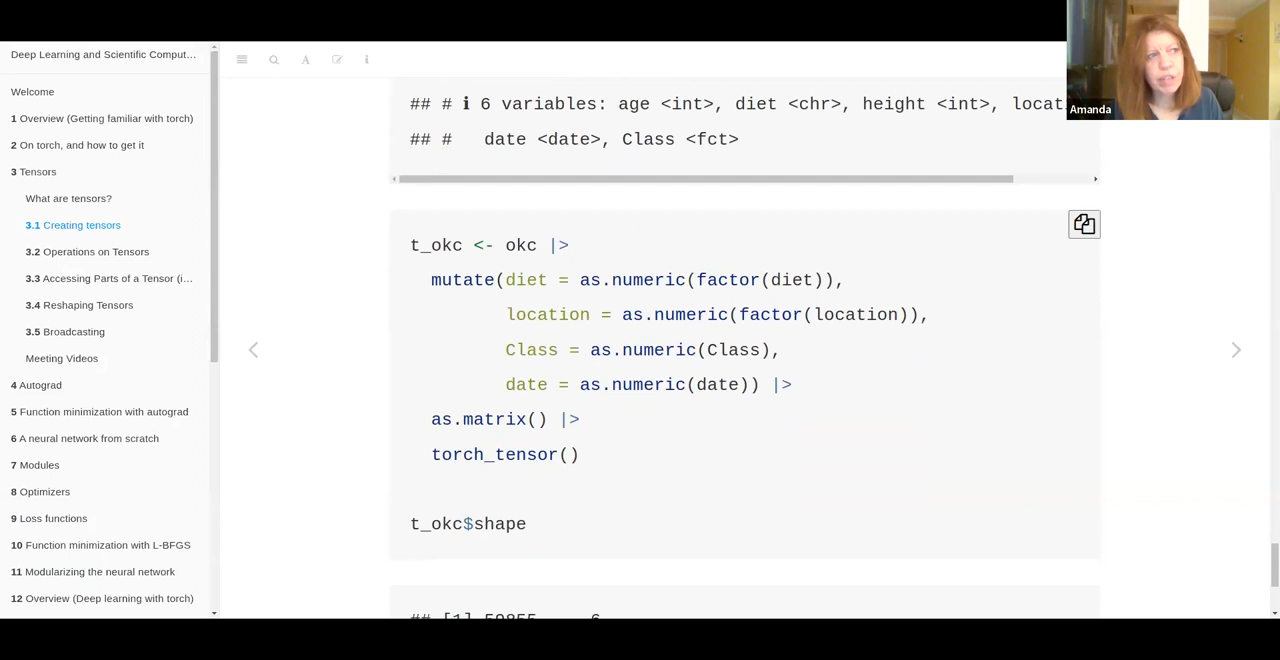 Deep Learning and Scientific Comput...
Welcome
1 Overview (Getting familiar with torch)
2 On torch, and how to get it
3 Tensors
What are tensors?
3.1 Creating tensors
3.2 Operations on Tensors
3.3 Accessing Parts of a Tensor (i...
3.4 Reshaping Tensors
3.5 Broadcasting
Meeting Videos
4 Autograd
5 Function minimization with autograd
6 A neural network from scratch
7 Modules
8 Optimizers
9 Loss functions
10 Function minimization with L-BFGS
11 Modularizing the neural network
12 Overview (Deep learning with torch)
## # ℹ 6 variables: age <int>, diet <chr>, height <int>, locat
## #   date <date>, Class <fct>
t_okc <- okc |>
mutate(diet = as.numeric(factor(diet)),
location = as.numeric(factor(location)),
Class = as.numeric(Class),
date = as.numeric(date)) |>
as.matrix() |>
torch_tensor()
t_okc$shape
## [1] 59855     6
Amanda